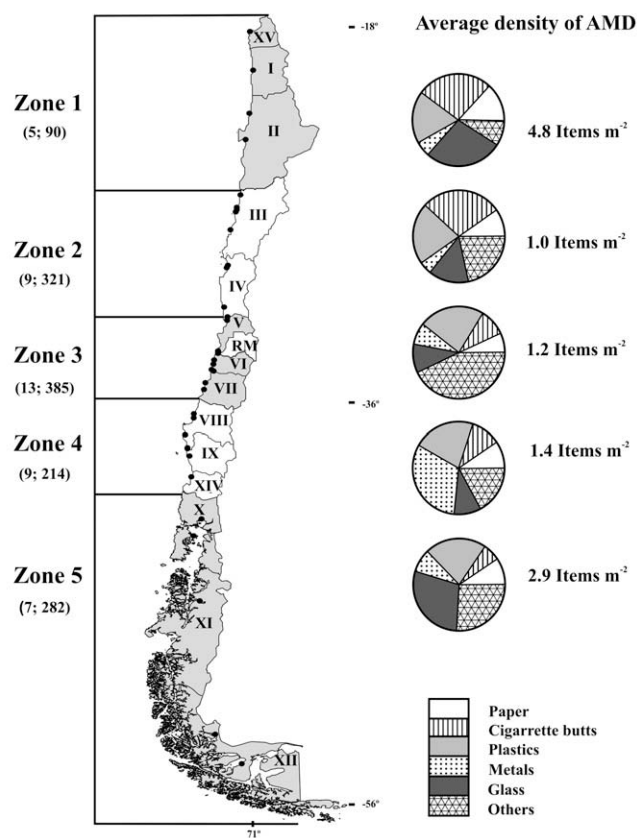 Average density of AMD
-18°
XV
I
Zone 1
(5; 90)
II
4.8 Items m⁻²
III
Zone 2
(9; 321)
1.0 Items m⁻²
IV
V
RM
Zone 3
(13; 385)
VI
1.2 Items m⁻²
VII
-36°
VIII
Zone 4
(9; 214)
IX
1.4 Items m⁻²
XIV
X
Zone 5
(7; 282)
2.9 Items m⁻²
XI
Paper
Cigarrette butts
Plastics
Metals
Glass
Others
XII
-56°
71°